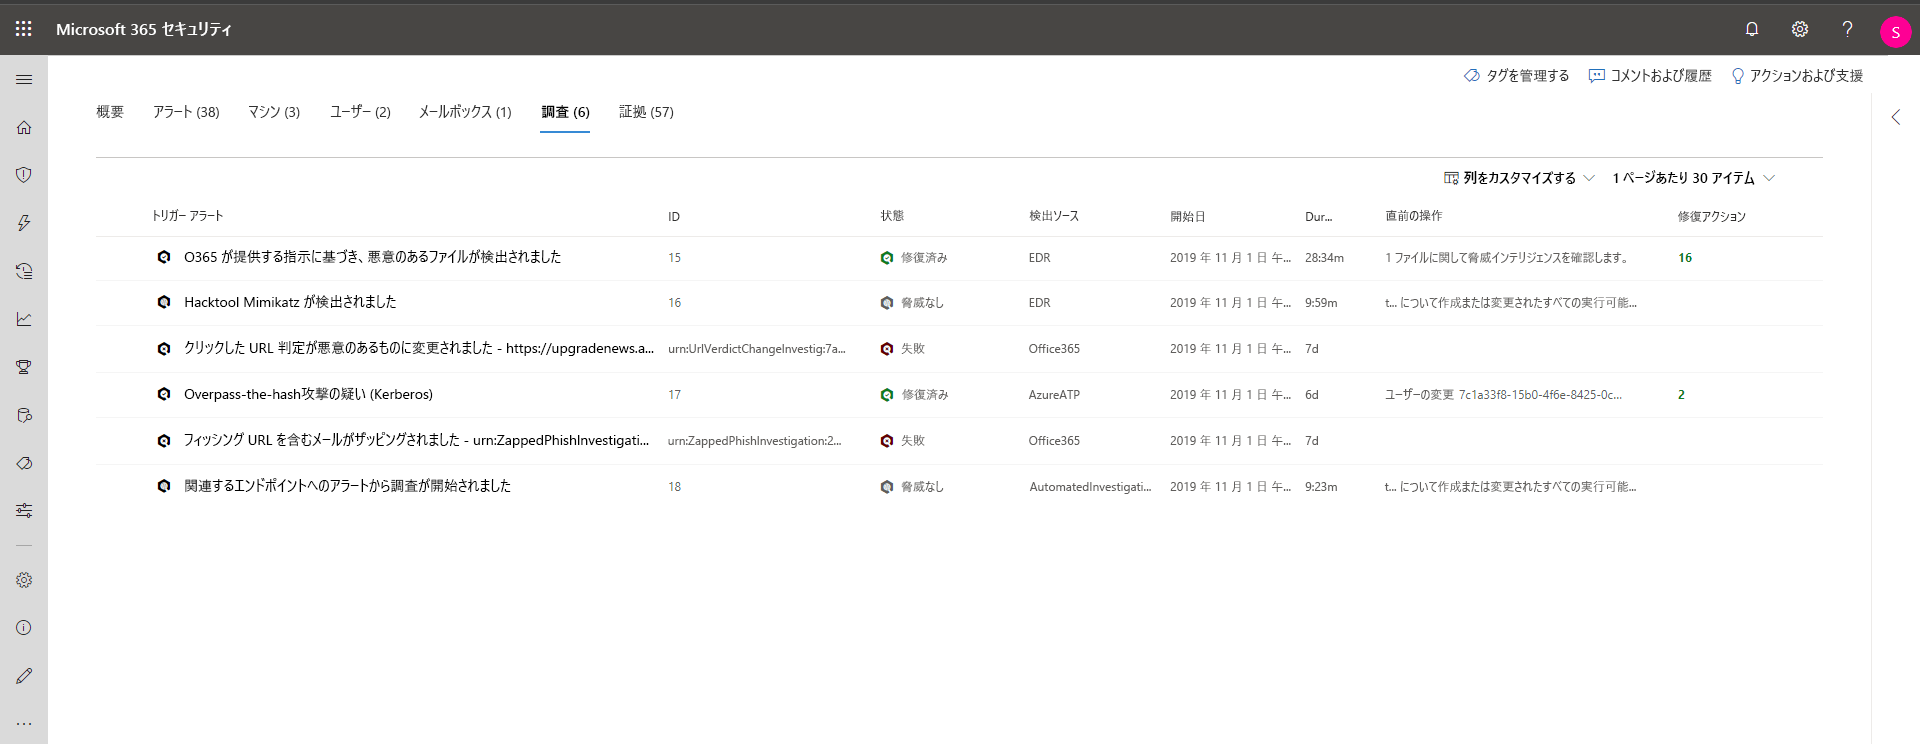 Microsoft 365 セキュリティ
S
タグを管理する コメントおよび履歴 アクションおよび支援
概要 アラート (38) マシン (3) ユーザー (2) メールボックス (1) 調査 (6) 証拠 (57)
列をカスタマイズする 1 ページあたり 30 アイテム
トリガー アラート ID 状態 検出ソース 開始日 Dur... 直前の操作 修復アクション
O365 が提供する指示に基づき、悪意のあるファイルが検出されました 15 修復済み EDR 2019 年 11 月 1 日 午... 28:34m 1 ファイルに関して脅威インテリジェンスを確認します。 16
Hacktool Mimikatz が検出されました 16 脅威なし EDR 2019 年 11 月 1 日 午... 9:59m t... について作成または変更されたすべての実行可能...
クリックした URL 判定が悪意のあるものに変更されました - https://upgradenews.a... urn:UrlVerdictChangeInvestig:7a... 失敗 Office365 2019 年 11 月 1 日 午... 7d
Overpass-the-hash攻撃の疑い (Kerberos) 17 修復済み AzureATP 2019 年 11 月 1 日 午... 6d ユーザーの変更 7c1a33f8-15b0-4f6e-8425-0c... 2
フィッシング URL を含むメールがザッピングされました - urn:ZappedPhishInvestigati... urn:ZappedPhishInvestigation:2... 失敗 Office365 2019 年 11 月 1 日 午... 7d
関連するエンドポイントへのアラートから調査が開始されました 18 脅威なし AutomatedInvestigati... 2019 年 11 月 1 日 午... 9:23m t... について作成または変更されたすべての実行可能...